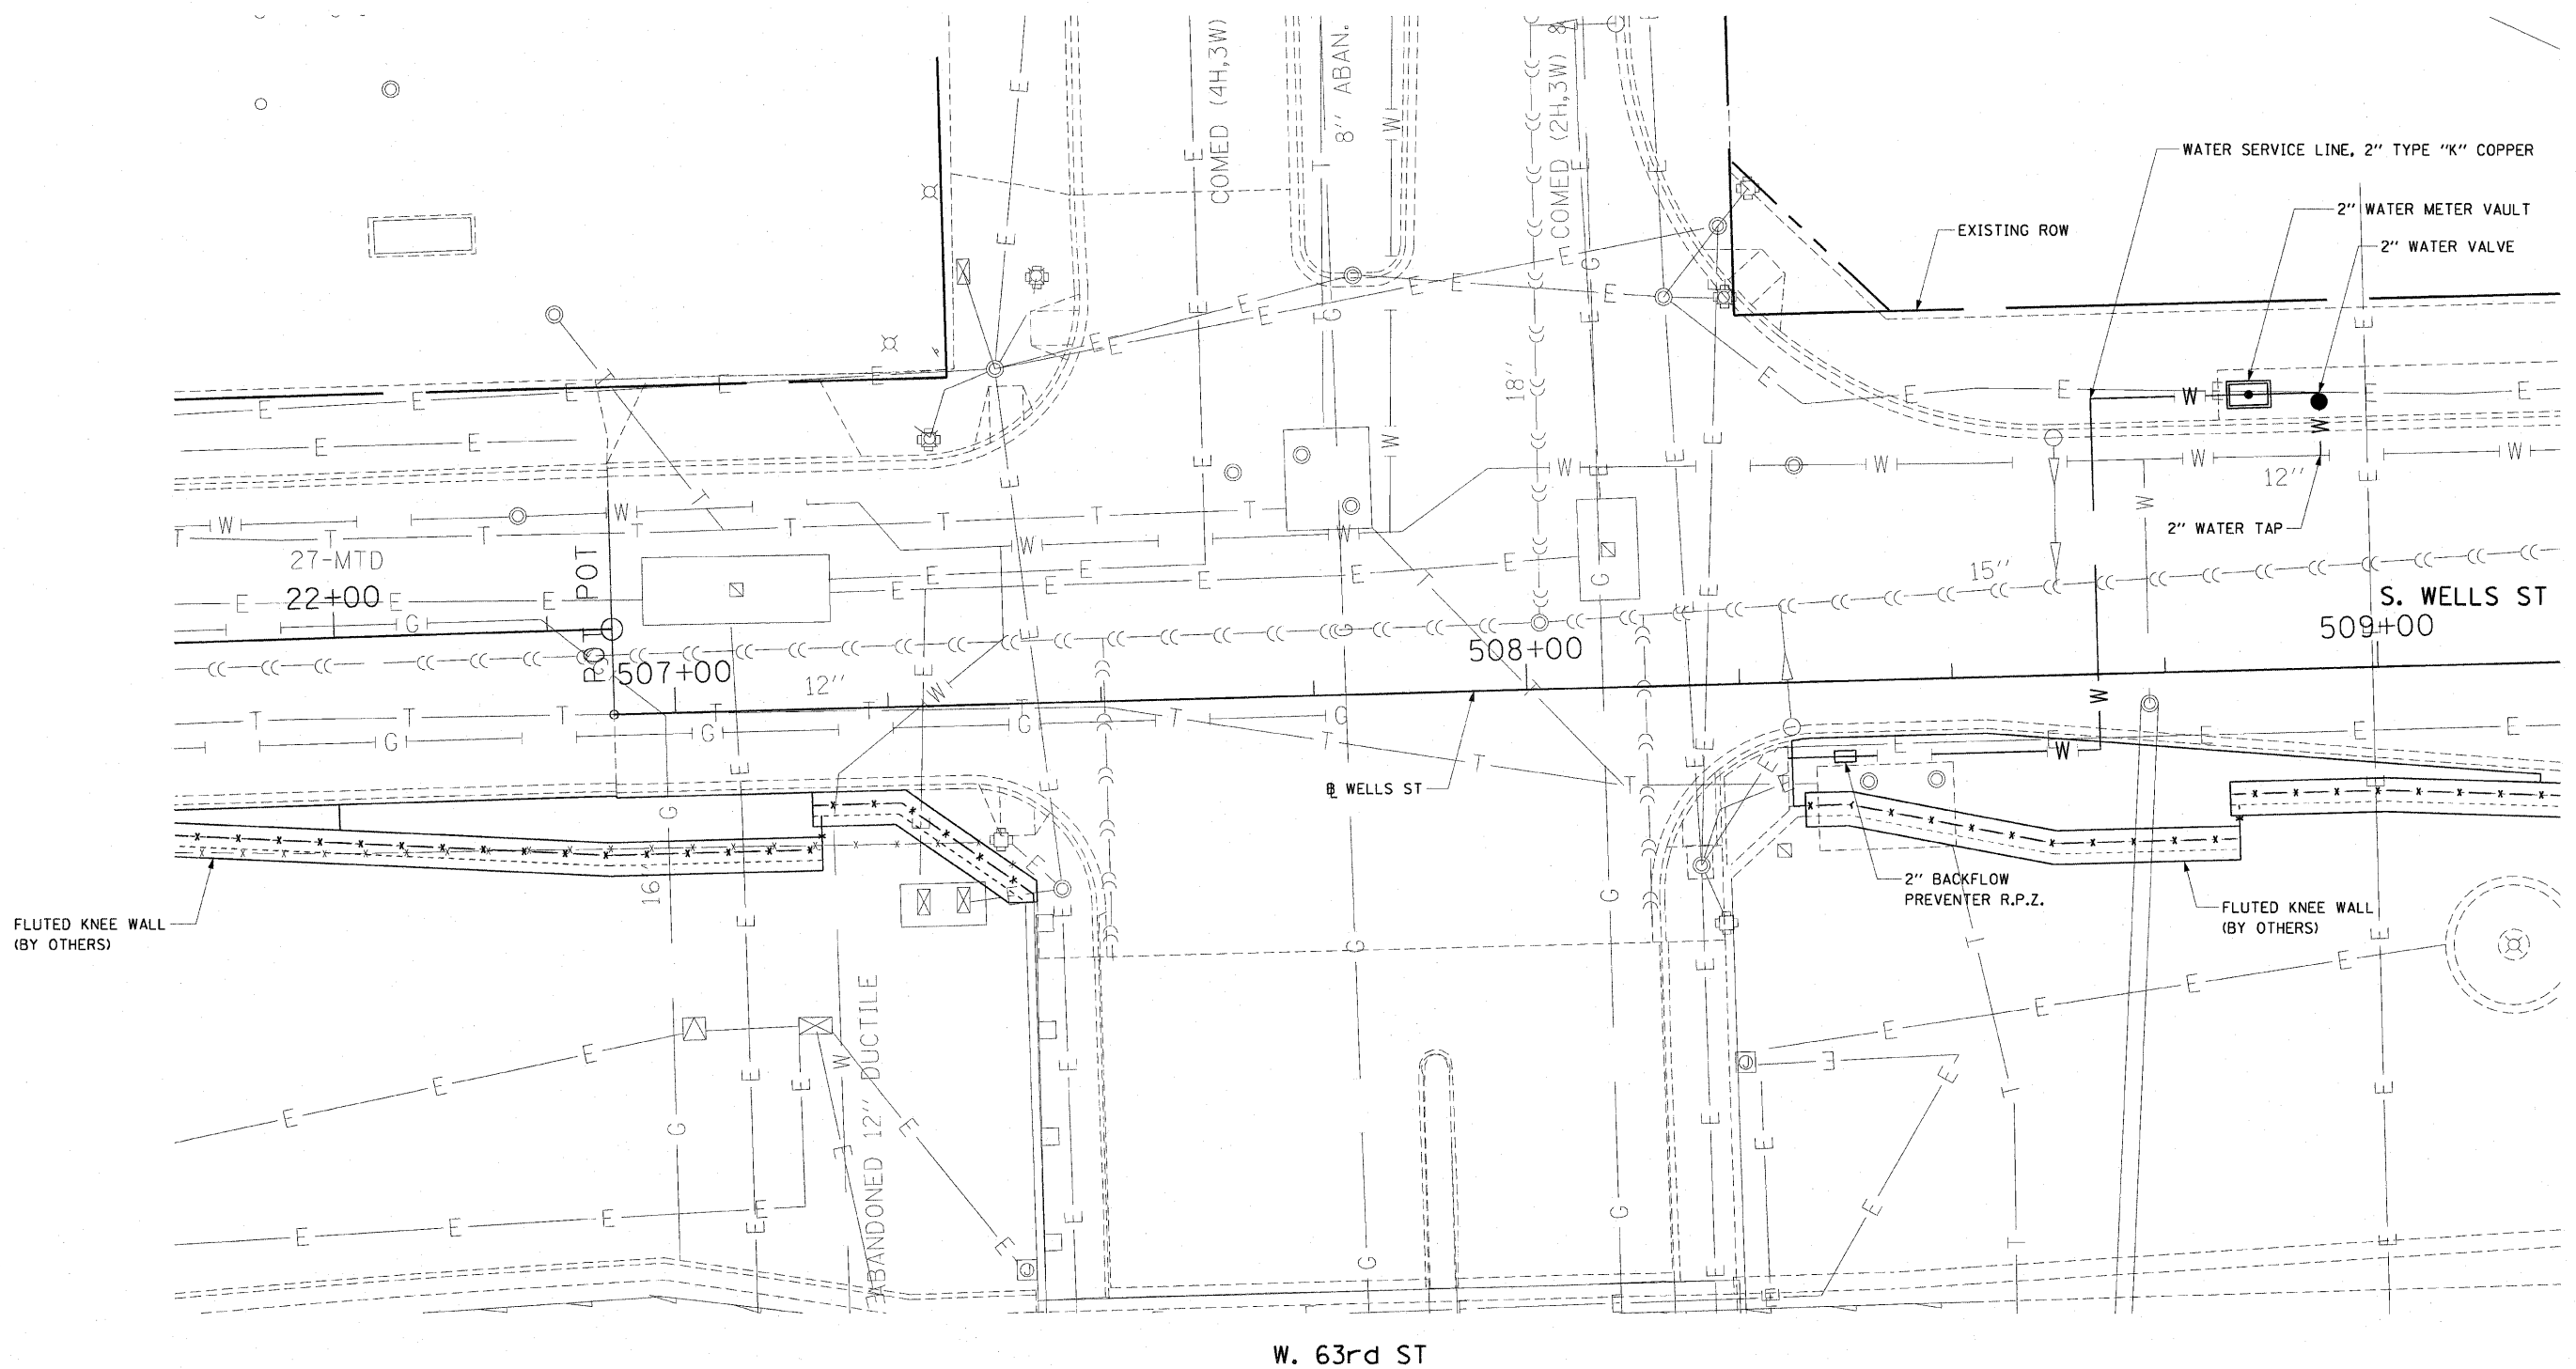 COMED (4H,3W)
8" ABAN.
COMED (2H,3W) 8
WATER SERVICE LINE, 2" TYPE "K" COPPER
2" WATER METER VAULT
EXISTING ROW
2" WATER VALVE
18"
12"
2" WATER TAP
27-MTD
22+00
POT
15"
S. WELLS ST
509+00
508+00
507+00
12"
℄ WELLS ST
16"
2" BACKFLOW
PREVENTER R.P.Z.
FLUTED KNEE WALL
(BY OTHERS)
FLUTED KNEE WALL
(BY OTHERS)
ABANDONED 12" DUCTILE
W. 63rd ST